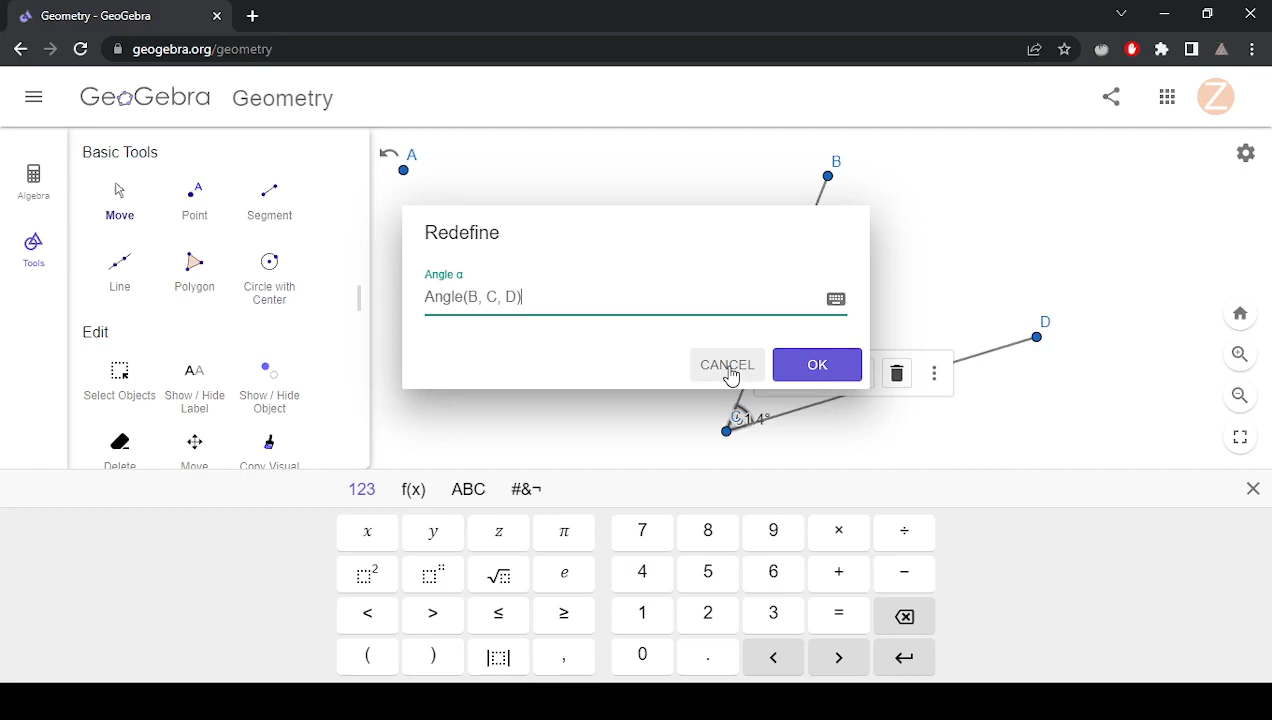 Geometry - GeoGebra
geogebra.org/geometry
GeoGebra Geometry
Z
Algebra
Tools
Basic Tools
Move
Point
Segment
Line
Polygon
Circle with
Center
Edit
Select Objects
Show / Hide
Label
Show / Hide
Object
Delete
Move
Copy Visual
A
B
D
Redefine
Angle α
Angle(B, C, D)
CANCEL
OK
123 f(x) ABC #&¬
x y z π 7 8 9 × ÷
2 √ e 4 5 6 + −
< > ≤ ≥ 1 2 3 =
( ) | | , 0 . < >